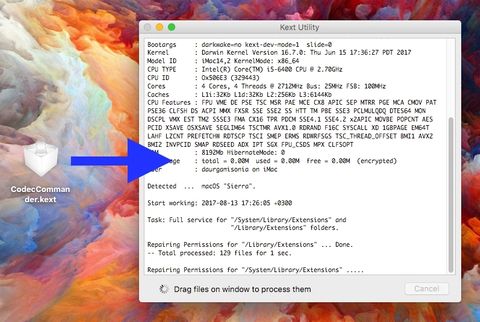 Kext Utility
Bootargs : darkwake=no kext-dev-mode=1 slide=0
Kernel : Darwin Kernel Version 16.7.0: Thu Jun 15 17:36:27 PDT 2017
Model ID : iMac14,2 KernelMode: x86_64
CPU TYPE : Intel(R) Core(TM) i5-6400 CPU @ 2.70GHz
CPU ID : 0x506E3 (329443)
Cores : 4 Cores, 4 Threads @ 2712MHz Bus: 25MHz FSB: 100MHz
Caches : L1i:32Kb L1d:32Kb L2:256Kb L3:6144Kb
CPU Features : FPU VME DE PSE TSC MSR PAE MCE CX8 APIC SEP MTRR PGE MCA CMOV PAT
PSE36 CLFSH DS ACPI MMX FXSR SSE SSE2 SS HTT TM PBE SSE3 PCLMULQDQ DTES64 MON
DSCPL VMX EST TM2 SSSE3 FMA CX16 TPR PDCM SSE4.1 SSE4.2 x2APIC MOVBE POPCNT AES
PCID XSAVE OSXSAVE SEGLIM64 TSCTMR AVX1.0 RDRAND F16C SYSCALL XD 1GBPAGE EM64T
LAHF LZCNT PREFETCHW RDTSCP TSCI SMEP ERMS RDWRFSGS TSC_THREAD_OFFSET BMI1 AVX2
BMI2 INVPCID SMAP RDSEED ADX IPT SGX FPU_CSDS MPX CLFSOPT
: 8192Mb HibernateMode: 0
: total = 0.00M used = 0.00M free = 0.00M (encrypted)
: daurgamisonia on iMac
Detected ... macOS "Sierra".
Start working: 2017-08-13 17:26:05 +0300
Task: Full service for "/System/Library/Extensions" and
"/Library/Extensions" folders.
Repairing Permissions for "/Library/Extensions" ... Done.
-- Total processed: 129 files for 1 sec.
Repairing Permissions for "/System/Library/Extensions" .....
Drag files on window to process them
Cancel
CodecComma
nder.kext